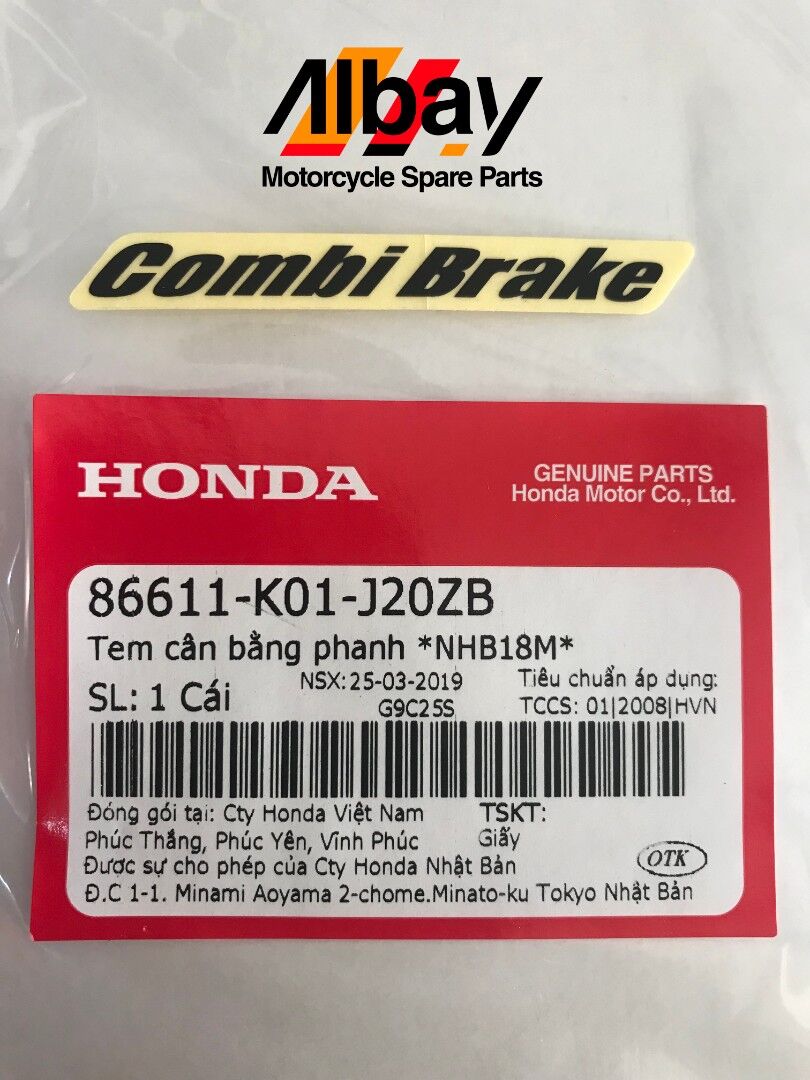 Albay
Motorcycle Spare Parts
Combi Brake
HONDA
GENUINE PARTS
Honda Motor Co., Ltd.
86611-K01-J20ZB
Tem cân bằng phanh *NHB18M*
SL: 1 Cái
NSX:25-03-2019
G9C25S
Tiêu chuẩn áp dụng:
TCCS: 01|2008|HVN
Đóng gói tại: Cty Honda Việt Nam
Phúc Thắng, Phúc Yên, Vĩnh Phúc
TSKT:
Giấy
Được sự cho phép của Cty Honda Nhật Bản
OTK
Đ.C 1-1. Minami Aoyama 2-chome.Minato-ku Tokyo Nhật Bản